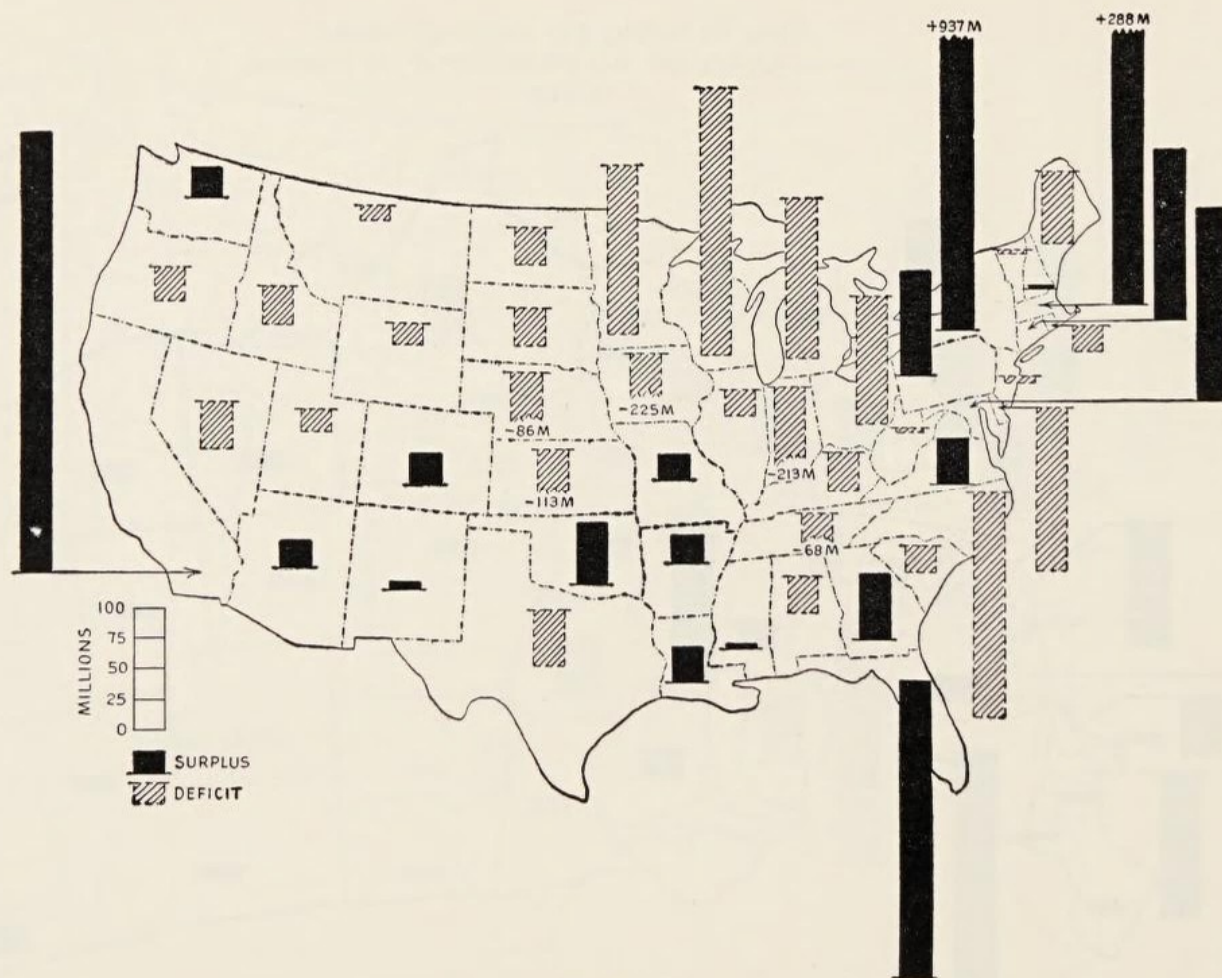 +937M
+288M
-225M
-86M
-213M
-113M
-68M
MILLIONS
100
75
50
25
0
SURPLUS
DEFICIT